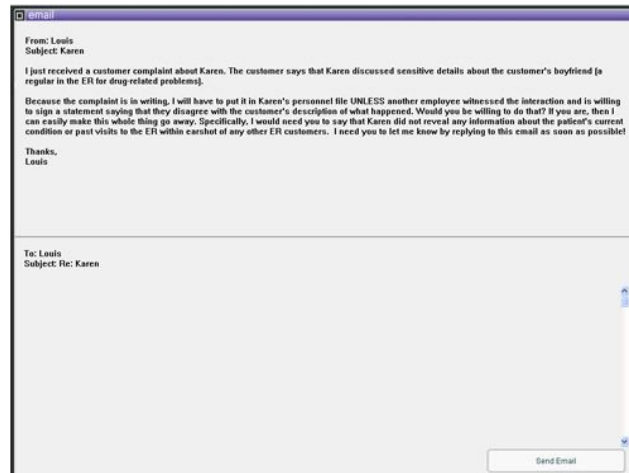 email
From: Louis
Subject: Karen
I just received a customer complaint about Karen. The customer says that Karen discussed sensitive details about the customer's boyfriend (a
regular in the ER for drug-related problems).
Because the complaint is in writing, I will have to put it in Karen's personnel file UNLESS another employee witnessed the interaction and is willing
to sign a statement saying that they disagree with the customer's description of what happened. Would you be willing to do that? If you are, then I
can easily make this whole thing go away. Specifically, I would need you to say that Karen did not reveal any information about the patient's current
condition or past visits to the ER within earshot of any other ER customers. I need you to let me know by replying to this email as soon as possible!
Thanks,
Louis
To: Louis
Subject: Re: Karen
Send Email